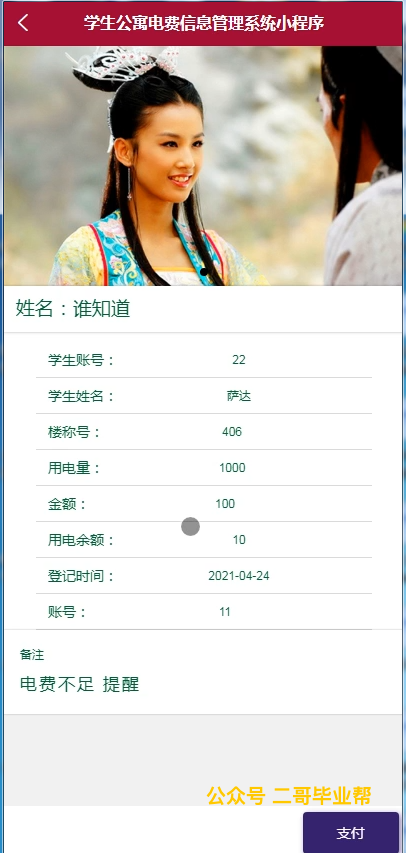 学生公寓电费信息管理系统小程序
姓名：谁知道
学生账号： 22
学生姓名： 萨达
楼称号： 406
用电量： 1000
金额： 100
用电余额： 10
登记时间： 2021-04-24
账号： 11
备注
电费不足 提醒
公众号 二哥毕业帮
支付